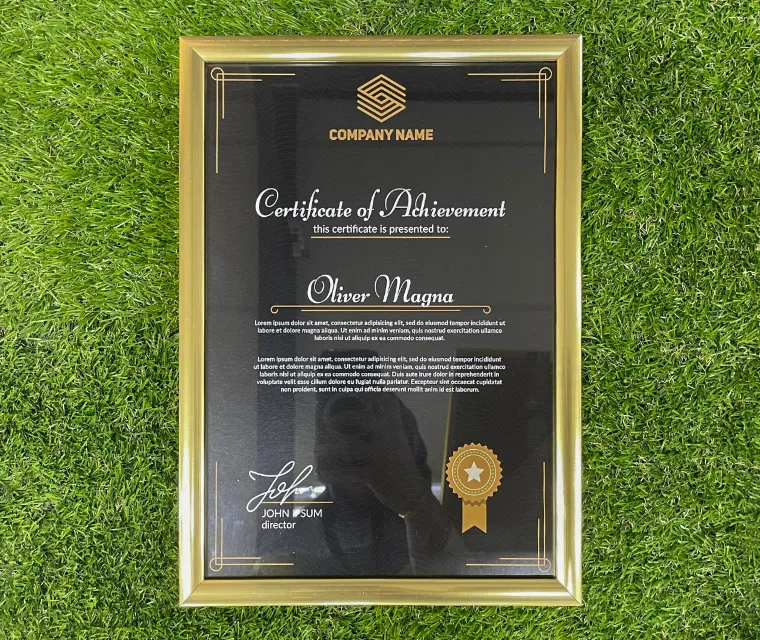 COMPANY NAME
Certificate of Achievement
this certificate is presented to:
Oliver Magna
Lorem ipsum dolor sit amet, consectetur adipisicing elit, sed do eiusmod tempor incididunt ut
labore et dolore magna aliqua. Ut enim ad minim veniam, quis nostrud exercitation ullamco
laboris nisi ut aliquip ex ea commodo consequat.
Lorem ipsum dolor sit amet, consectetur adipisicing elit, sed do eiusmod tempor incididunt
ut labore et dolore magna aliqua. Ut enim ad minim veniam, quis nostrud exercitation ullamco
laboris nisi ut aliquip ex ea commodo consequat. Duis aute irure dolor in reprehenderit in
voluptate velit esse cillum dolore eu fugiat nulla pariatur. Excepteur sint occaecat cupidatat
non proident, sunt in culpa qui officia deserunt mollit anim id est laborum.
John
JOHN IPSUM
director